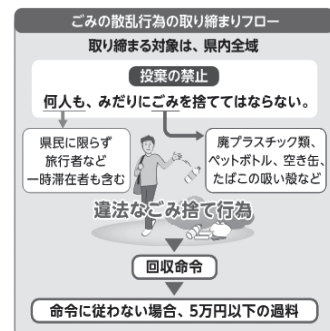 ごみの散乱行為の取り締まりフロー
取り締まる対象は、県内全域
投棄の禁止
何人も、みだりにごみを捨ててはならない。
県民に限らず
旅行者など
一時滞在者も含む
廃プラスチック類、
ペットボトル、空き缶、
たばこの吸い殻など
違法なごみ捨て行為
回収命令
命令に従わない場合、5万円以下の過料